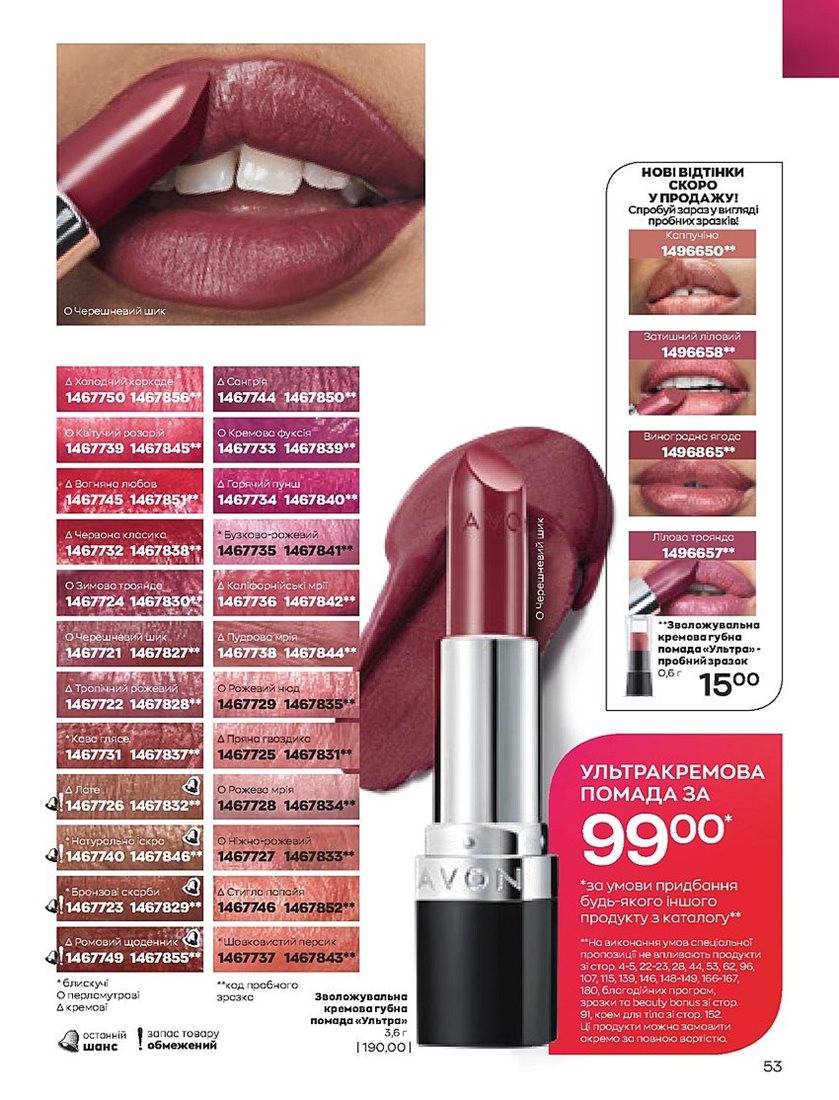 О Черешневий шик
НОВІ ВІДТІНКИ
СКОРО
У ПРОДАЖУ!
Спробуй зараз у вигляді
пробних зразків!
Каппучіно
1496650**
Затишний ліловий
1496658**
Виноградна ягода
1496865**
Лілова троянда
1496657**
**Зволожувальна
кремова губна
помада «Ультра» -
пробний зразок
0,6 г
1500
Δ Холодний каркаде
1467750 1467856**
О Квітучий розарій
1467739 1467845**
Δ Вогняна любов
1467745 1467851**
Δ Червона класика
1467732 1467838**
О Зимова троянда
1467724 1467830**
О Черешневий шик
1467721 1467827**
Δ Тропічний рожевий
1467722 1467828**
* Кава глясе
1467731 1467837**
Δ Лате
1467726 1467832**
* Натуральна іскра
1467740 1467846**
* Бронзові скарби
1467723 1467829**
Δ Ромовий щоденник
1467749 1467855**
Δ Сангрія
1467744 1467850**
О Кремова фуксія
1467733 1467839**
Δ Гарячий пунш
1467734 1467840**
* Бузково-рожевий
1467735 1467841**
Δ Каліфорнійські мрії
1467736 1467842**
Δ Пудрова мрія
1467738 1467844**
О Рожевий нюд
1467729 1467835**
Δ Пряна гвоздика
1467725 1467831**
О Рожева мрія
1467728 1467834**
О Ніжно-рожевий
1467727 1467833**
Δ Стигла папайя
1467746 1467852**
* Шовковистий персик
1467737 1467843**
* блискучі
О перламутрові
Δ кремові
**код пробного
зразка
останній
шанс
! запас товару
обмежений
AVON
О Черешневий шик
AVON
Зволожувальна
кремова губна
помада «Ультра»
3,6 г
| 190,00|
УЛЬТРАКРЕМОВА
ПОМАДА ЗА
9900*
*за умови придбання
будь-якого іншого
продукту з каталогу**
**На виконання умов спеціальної
пропозиції не впливають продукти
зі стор. 4-5, 22-23, 28, 44, 53, 62, 96,
107, 115, 139, 146, 148-149, 166-167,
180, благодійних програм,
зразки та beauty bonus зі стор.
91, крем для тіла зі стор. 152.
Ці продукти можна замовити
окремо за повною вартістю.
53